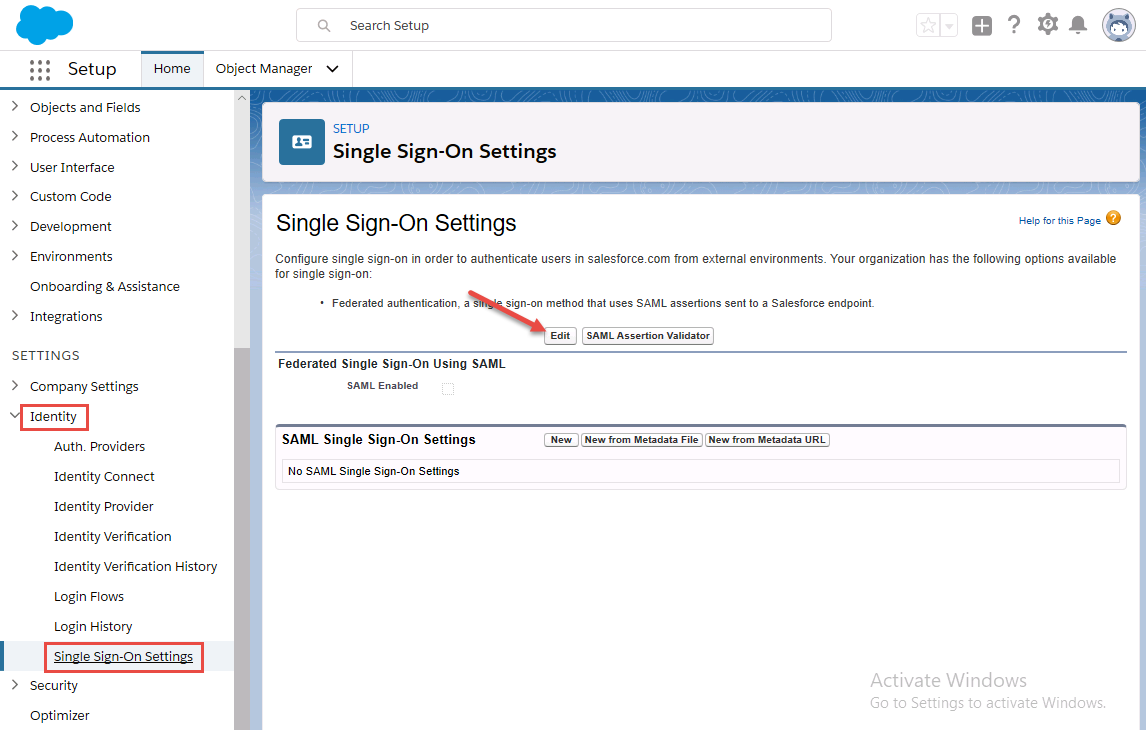 Search Setup
Setup
Home
Object Manager
Objects and Fields
Process Automation
User Interface
Custom Code
Development
Environments
Onboarding & Assistance
Integrations
SETTINGS
Company Settings
Identity
Auth. Providers
Identity Connect
Identity Provider
Identity Verification
Identity Verification History
Login Flows
Login History
Single Sign-On Settings
Security
Optimizer
SETUP
Single Sign-On Settings
Single Sign-On Settings
Help for this Page ?
Configure single sign-on in order to authenticate users in salesforce.com from external environments. Your organization has the following options available
for single sign-on:
• Federated authentication, a single sign-on method that uses SAML assertions sent to a Salesforce endpoint.
Edit SAML Assertion Validator
Federated Single Sign-On Using SAML
SAML Enabled
SAML Single Sign-On Settings New New from Metadata File New from Metadata URL
No SAML Single Sign-On Settings
Activate Windows
Go to Settings to activate Windows.